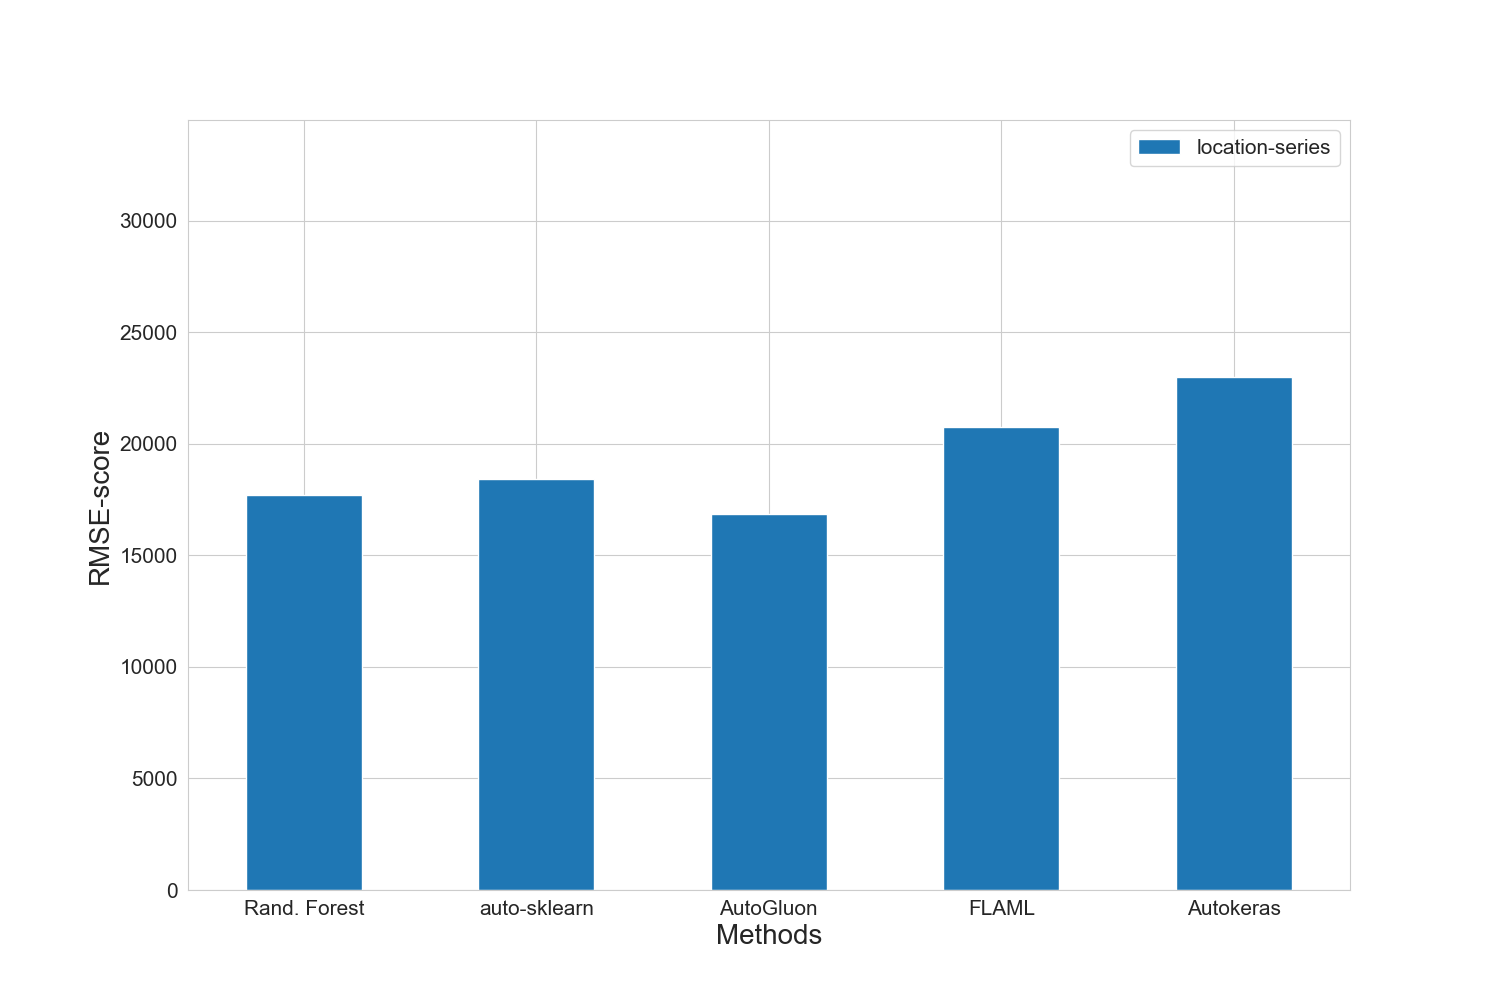 location-series
30000
25000
20000
15000
10000
5000
0
RMSE-score
Rand. Forest
auto-sklearn
AutoGluon
FLAML
Autokeras
Methods